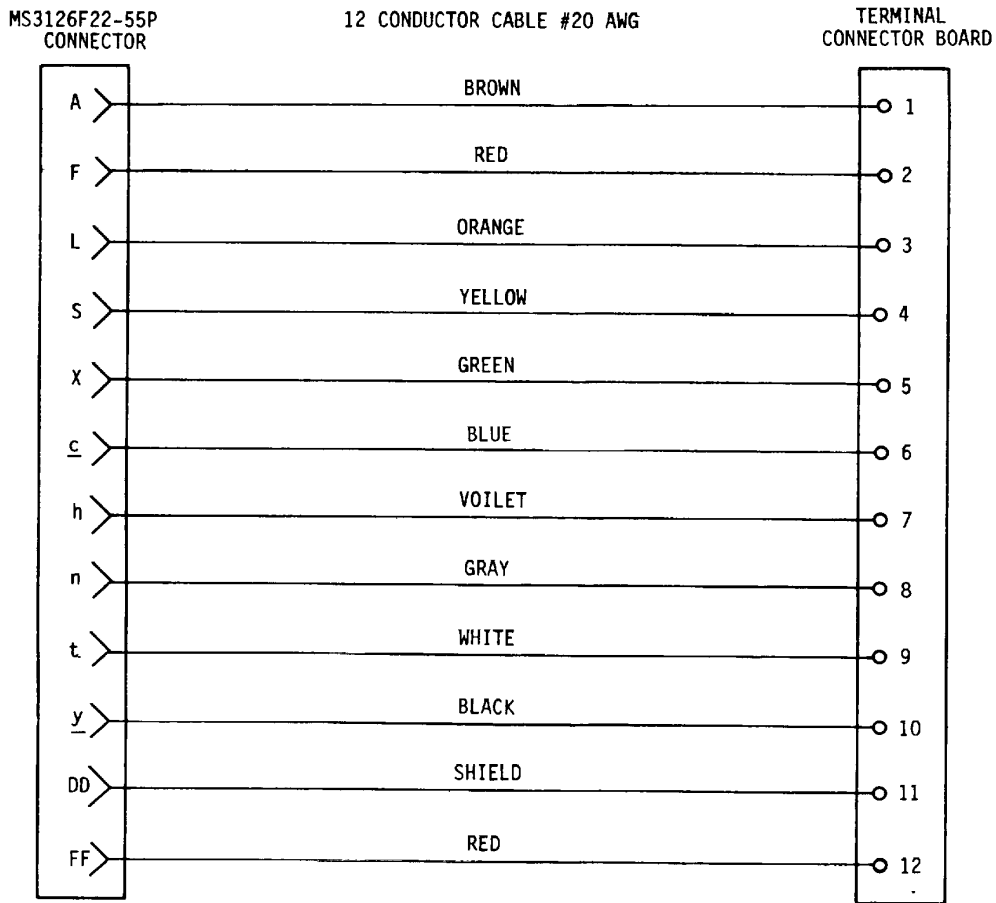 MS3126F22-55P
CONNECTOR
12 CONDUCTOR CABLE #20 AWG
TERMINAL
CONNECTOR BOARD
A BROWN 1
F RED 2
L ORANGE 3
S YELLOW 4
X GREEN 5
c BLUE 6
h VOILET 7
n GRAY 8
t WHITE 9
y BLACK 10
DD SHIELD 11
FF RED 12